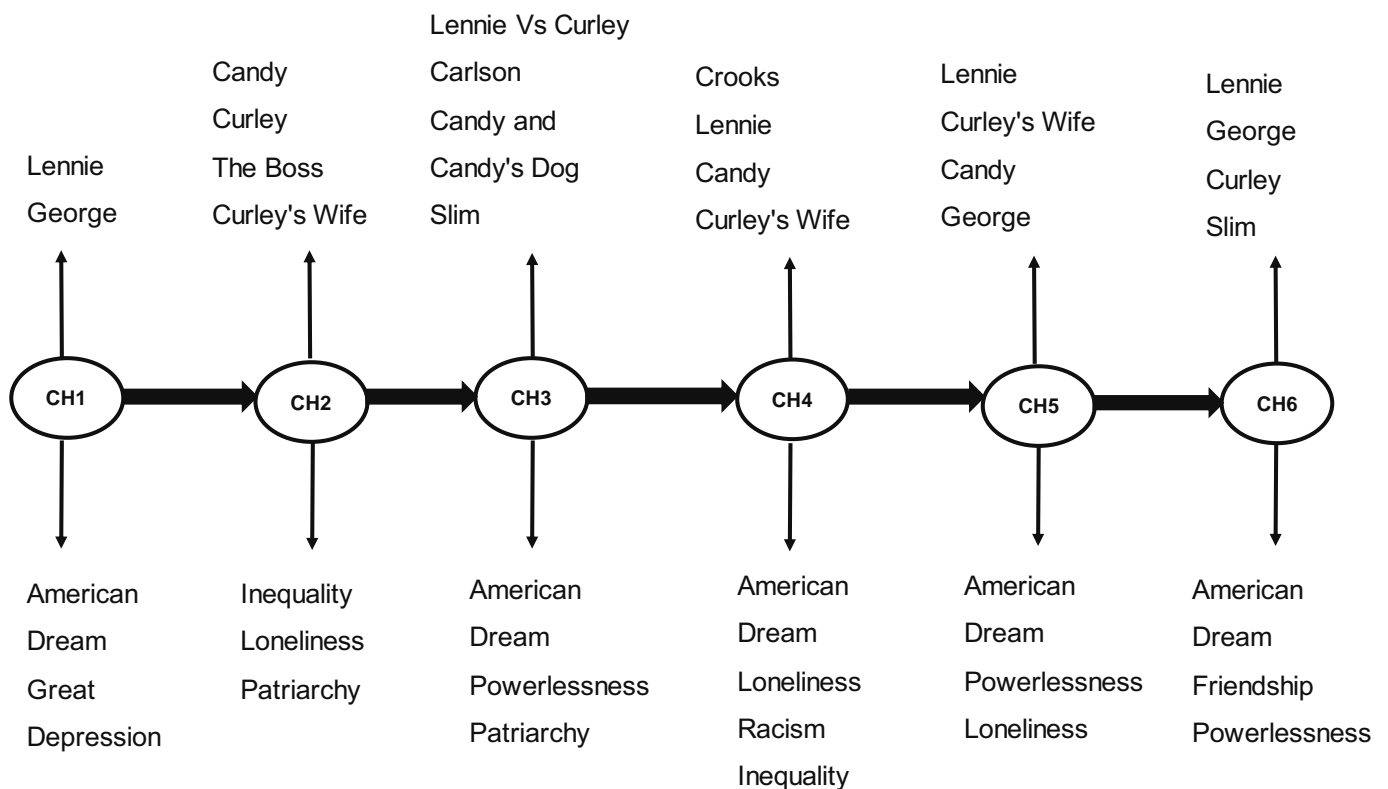 Lennie
George
Candy
Curley
The Boss
Curley's Wife
Lennie Vs Curley
Carlson
Candy and
Candy's Dog
Slim
Crooks
Lennie
Candy
Curley's Wife
Lennie
Curley's Wife
Candy
George
Lennie
George
Curley
Slim
CH1
CH2
CH3
CH4
CH5
CH6
American
Dream
Great
Depression
Inequality
Loneliness
Patriarchy
American
Dream
Powerlessness
Patriarchy
American
Dream
Loneliness
Racism
Inequality
American
Dream
Powerlessness
Loneliness
American
Dream
Friendship
Powerlessness